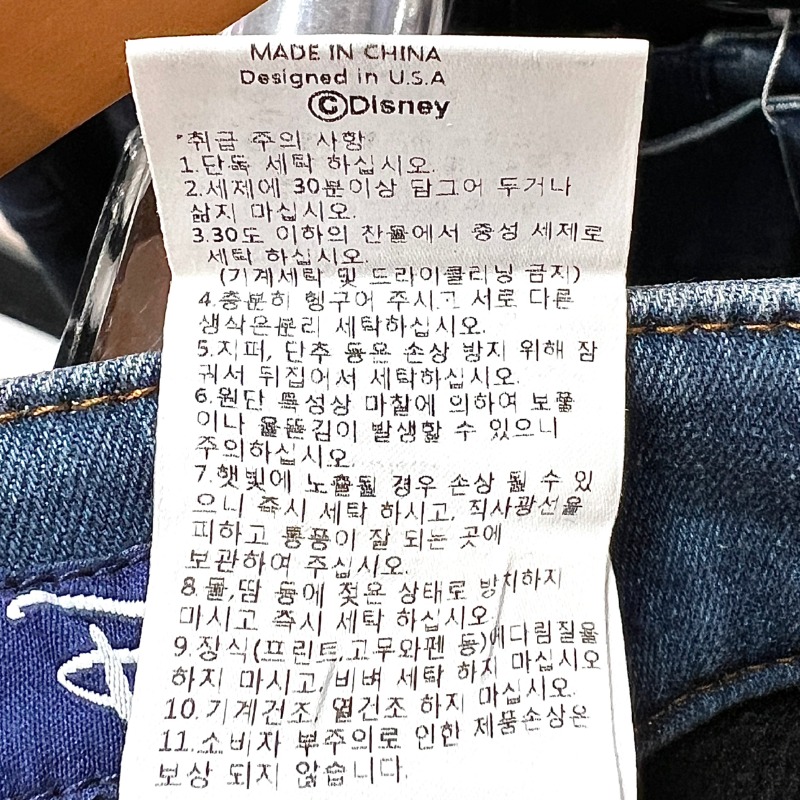 MADE IN CHINA
Designed in U.S.A
©Disney
*취급 주의 사항
1.단독 세탁 하십시오.
2.세제에 30분이상 담그어 두거나
삶지 마십시오.
3.30도 이하의 찬물에서 중성 세제로
세탁 하십시오.
(기계세탁 및 드라이클리닝 금지)
4.충분히 헹구어 주시고 서로 다른
생삭은분리 세탁하십시오.
5.지퍼, 단추 등은 손상 방지 위해 잠
궈서 뒤집어서 세탁하십시오.
6.원단 특성상 마찰에 의하여 보풀
이나 올뜯김이 발생할 수 있으니
주의하십시오.
7.햇빛에 노출될 경우 손상 될 수 있
으니 즉시 세탁 하시고, 직사광선을
피하고 통풍이 잘 되는 곳에
보관하여 주십시오.
8.물,땀 등에 젖은 상태로 방치하지
마시고 즉시 세탁 하십시오.
9.장식(프린트,고무와펜 등)에다림질을
하지 마시고, 비벼 세탁 하지 마십시오
10.기계건조, 열건조 하지 마십시오.
11.소비자 부주의로 인한 제품손상은
보상 되지 않습니다.